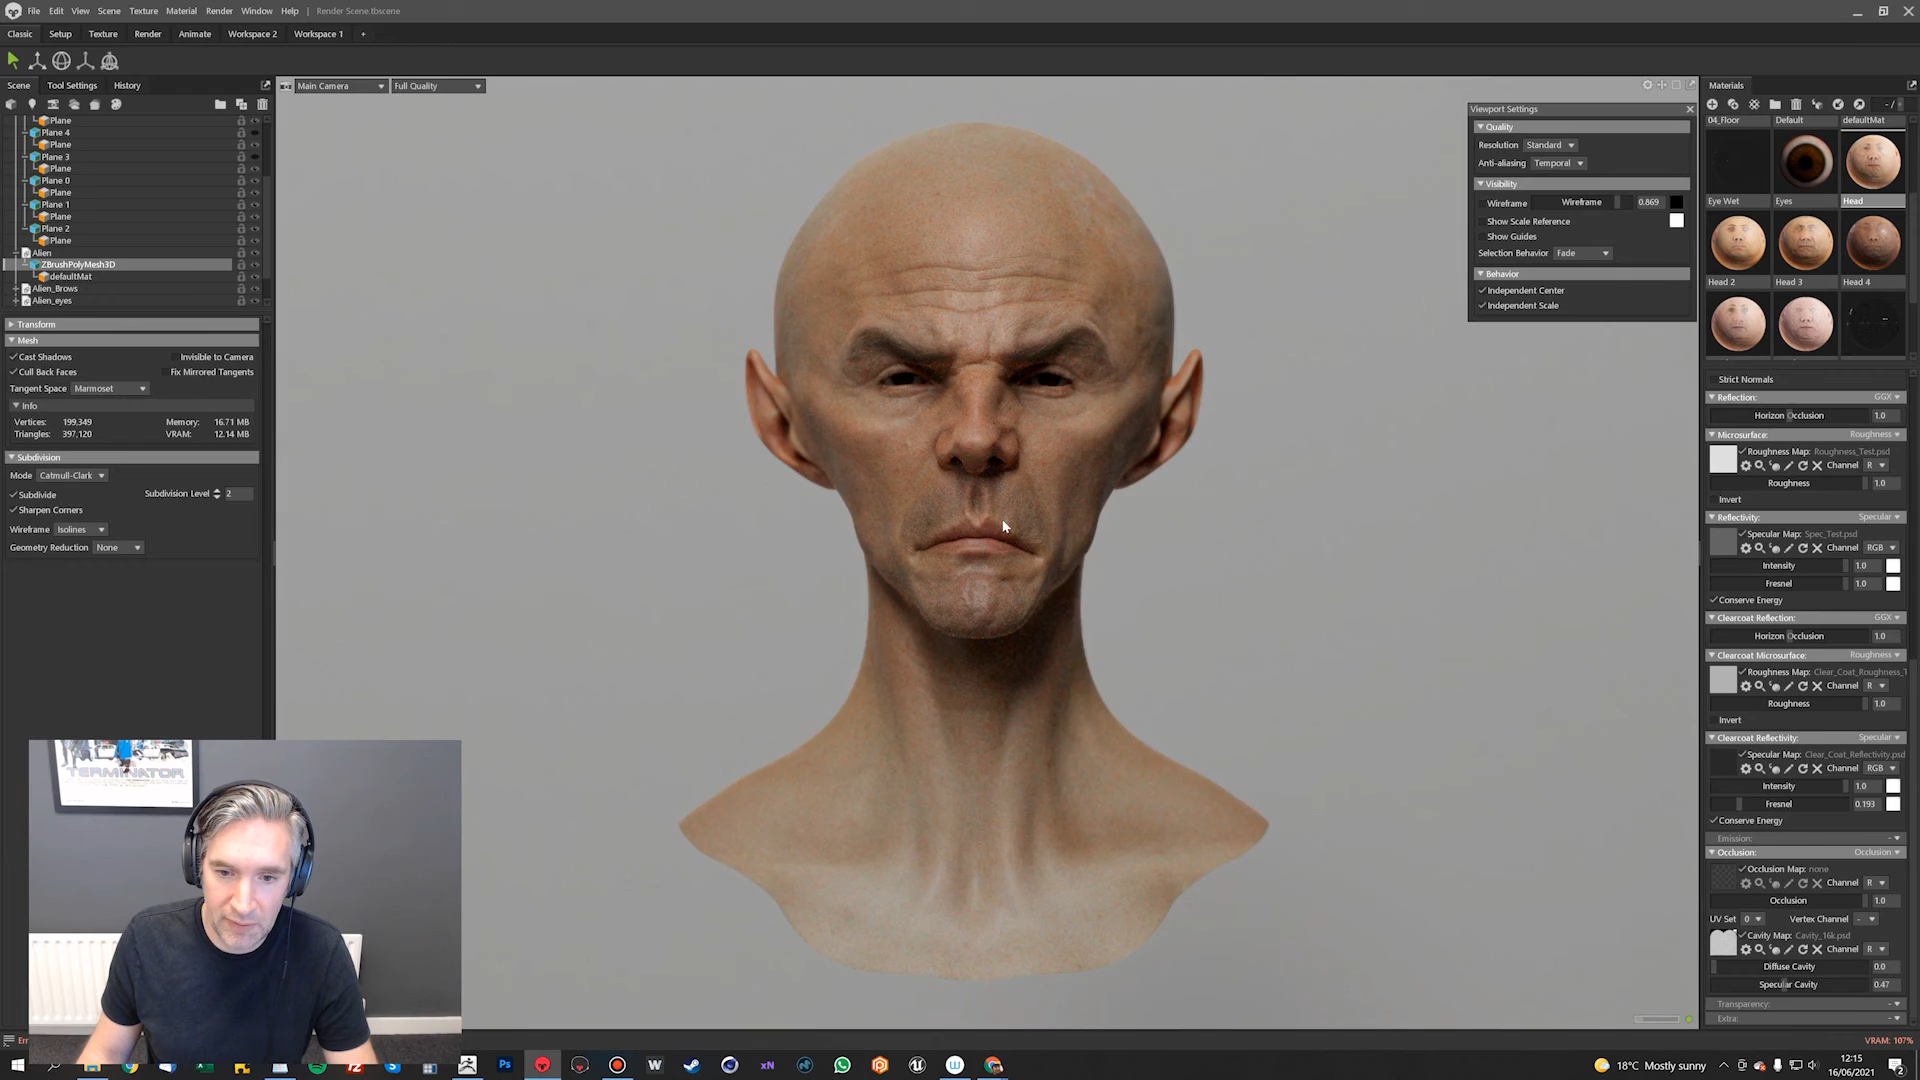 File Edit View Scene Texture Material Render Window Help Render Scene.tbscene
Classic Setup Texture Render Animate Workspace 2 Workspace 1 +
Scene Tool Settings History
Main Camera Full Quality
Plane
Plane 4
Plane
Plane 3
Plane
Plane 0
Plane
Plane 1
Plane
Plane 2
Plane
Alien
ZBrushPolyMesh3D
defaultMat
Alien_Brows
Alien_eyes
Transform
Mesh
Cast Shadows Invisible to Camera
Cull Back Faces Fix Mirrored Tangents
Tangent Space Marmoset
Info
Vertices: 199,349 Memory: 16.71 MB
Triangles: 397,120 VRAM: 12.14 MB
Subdivision
Mode Catmull-Clark
Subdivide Subdivision Level 2
Sharpen Corners
Wireframe Isolines
Geometry Reduction None
TERMINATOR
Viewport Settings
Quality
Resolution Standard
Anti-aliasing Temporal
Visibility
Wireframe Wireframe 0.869
Show Scale Reference
Show Guides
Selection Behavior Fade
Behavior
Independent Center
Independent Scale
Materials
04_Floor Default defaultMat
Eye Wet Eyes Head
Head 2 Head 3 Head 4
Strict Normals
Reflection: GGX
Horizon Occlusion 1.0
Microsurface: Roughness
Roughness Map: Roughness_Test.psd
Channel R
Roughness 1.0
Invert
Reflectivity: Specular
Specular Map: Spec_Test.psd
Channel RGB
Intensity 1.0
Fresnel 1.0
Conserve Energy
Clearcoat Reflection: GGX
Horizon Occlusion 1.0
Clearcoat Microsurface: Roughness
Roughness Map: Clear_Coat_Roughness_T
Channel R
Roughness 1.0
Invert
Clearcoat Reflectivity: Specular
Specular Map: Clear_Coat_Reflectivity.psd
Channel RGB
Intensity 1.0
Fresnel 0.193
Conserve Energy
Emission:
Occlusion: Occlusion
Occlusion Map: none
Channel R
Occlusion 1.0
UV Set 0 Vertex Channel -
Cavity Map: Cavity_16k.psd
Channel R
Diffuse Cavity 0.0
Specular Cavity 0.47
Transparency:
Extra:
VRAM: 107%
Ps W xN
18°C Mostly sunny
12:15
16/06/2021